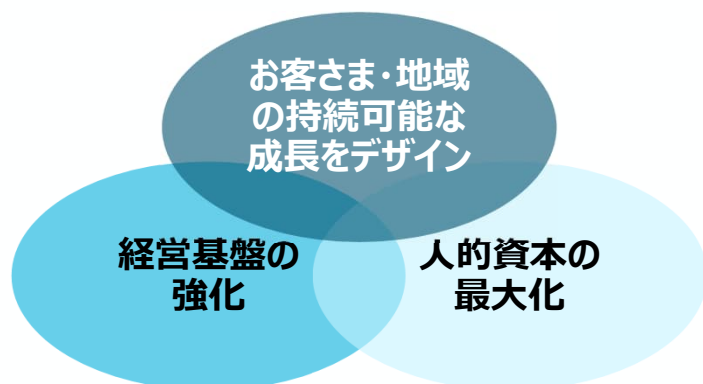 お客さま・地域
の持続可能な
成長をデザイン
経営基盤の
強化
人的資本の
最大化